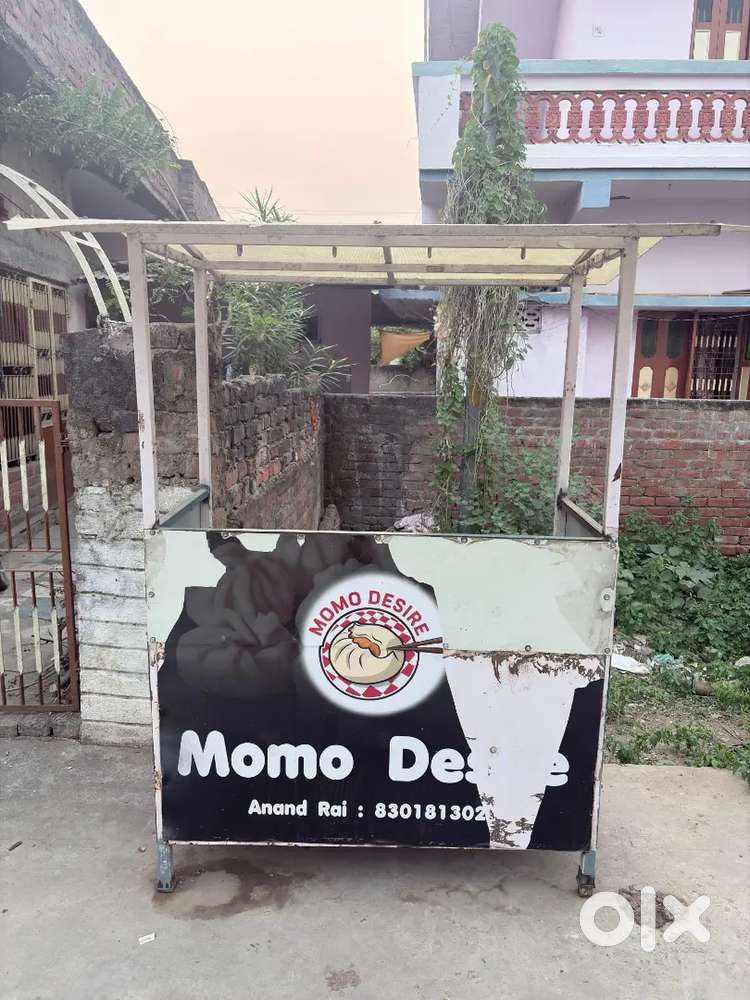 MOMO DESIRE
Momo
Anand Rai : 830181302
olx